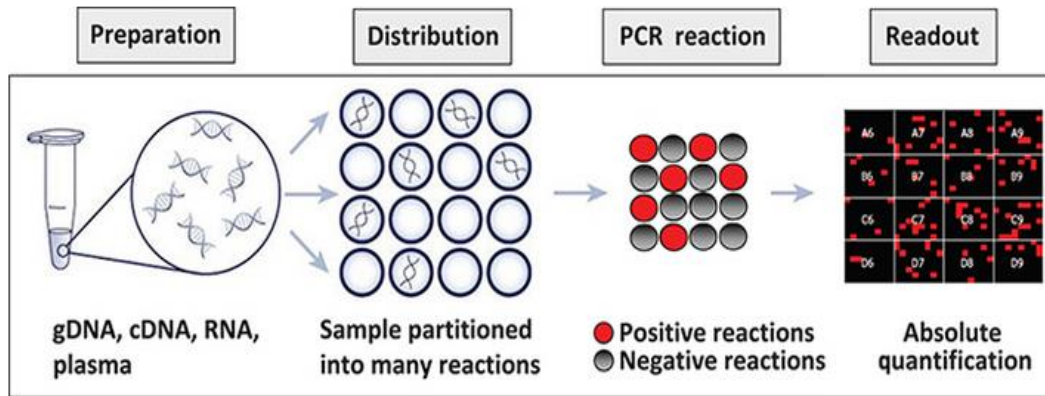 Preparation
Distribution
PCR reaction
Readout
A6 A7 A8 A9
B6 B7 B8 B9
C6 C7 C8 C9
D6 D7 D8 D9
gDNA, cDNA, RNA,
plasma
Sample partitioned
into many reactions
Positive reactions
Negative reactions
Absolute
quantification